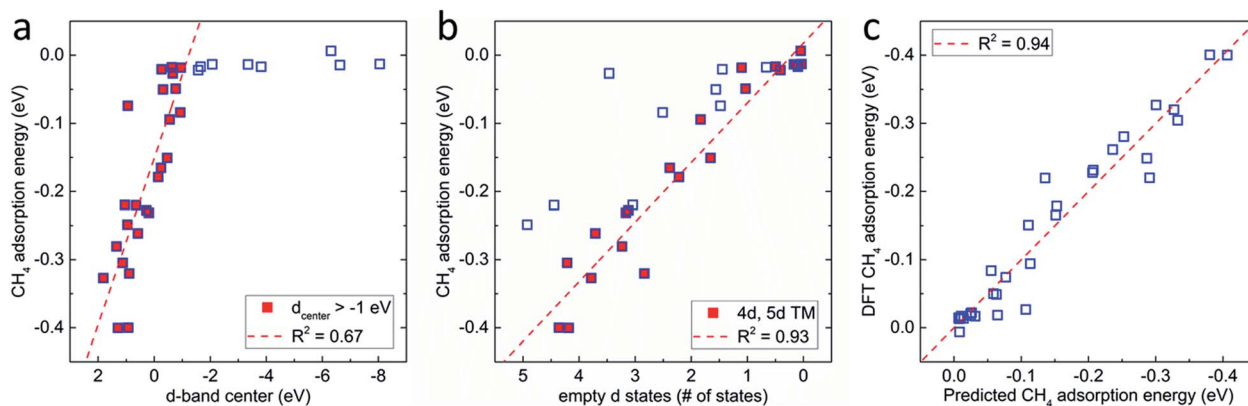 a
CH₄ adsorption energy (eV)
0.0
-0.1
-0.2
-0.3
-0.4
d_center > -1 eV
R² = 0.67
2 0 -2 -4 -6 -8
d-band center (eV)
b
CH₄ adsorption energy (eV)
0.0
-0.1
-0.2
-0.3
-0.4
4d, 5d TM
R² = 0.93
5 4 3 2 1 0
empty d states (# of states)
c
R² = 0.94
DFT CH₄ adsorption energy (eV)
-0.4
-0.3
-0.2
-0.1
0.0
0.0 -0.1 -0.2 -0.3 -0.4
Predicted CH₄ adsorption energy (eV)